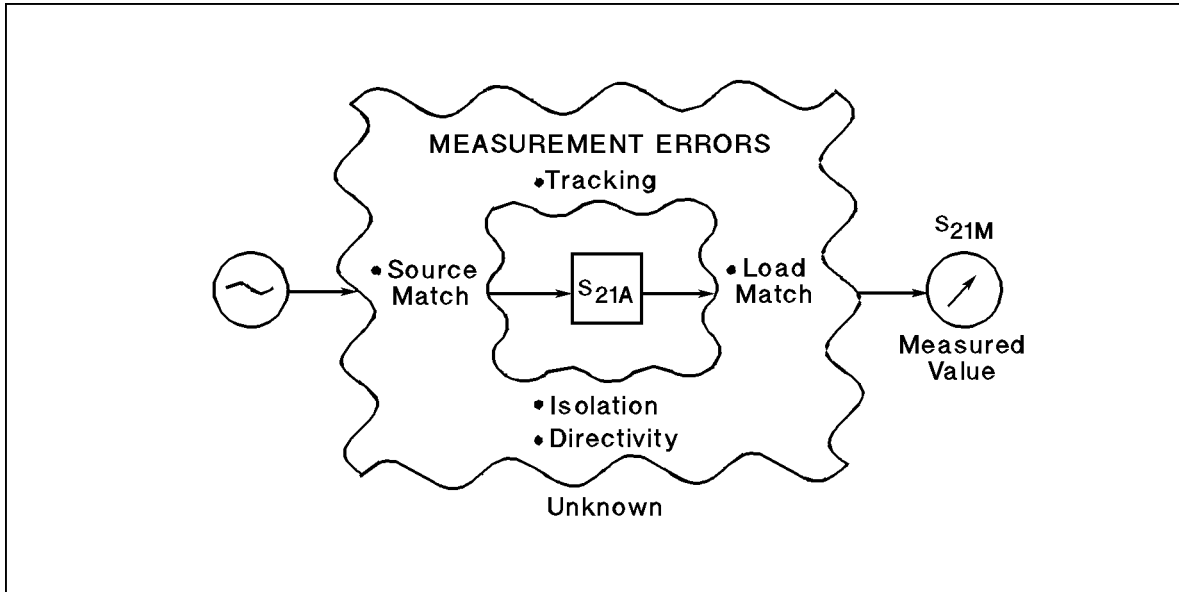 MEASUREMENT ERRORS
•Tracking
• Source
Match
S21A
• Load
Match
S21M
Measured
Value
• Isolation
• Directivity
Unknown